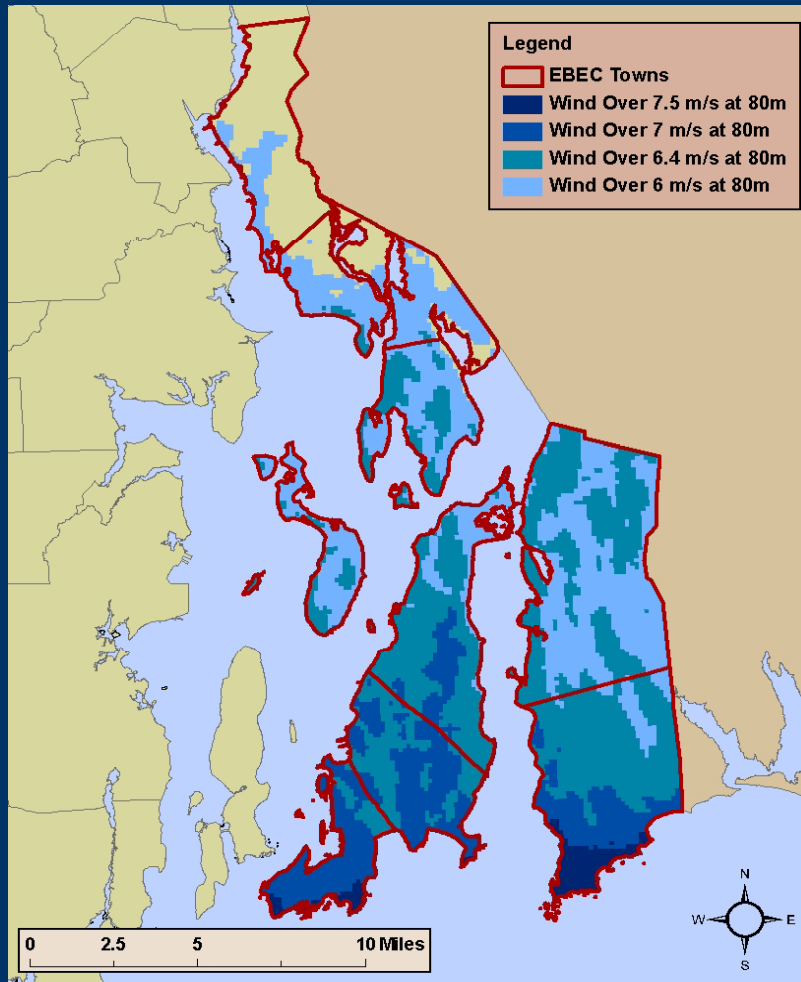 Legend
EBEC Towns
Wind Over 7.5 m/s at 80m
Wind Over 7 m/s at 80m
Wind Over 6.4 m/s at 80m
Wind Over 6 m/s at 80m
N
W E
S
0 2.5 5 10 Miles